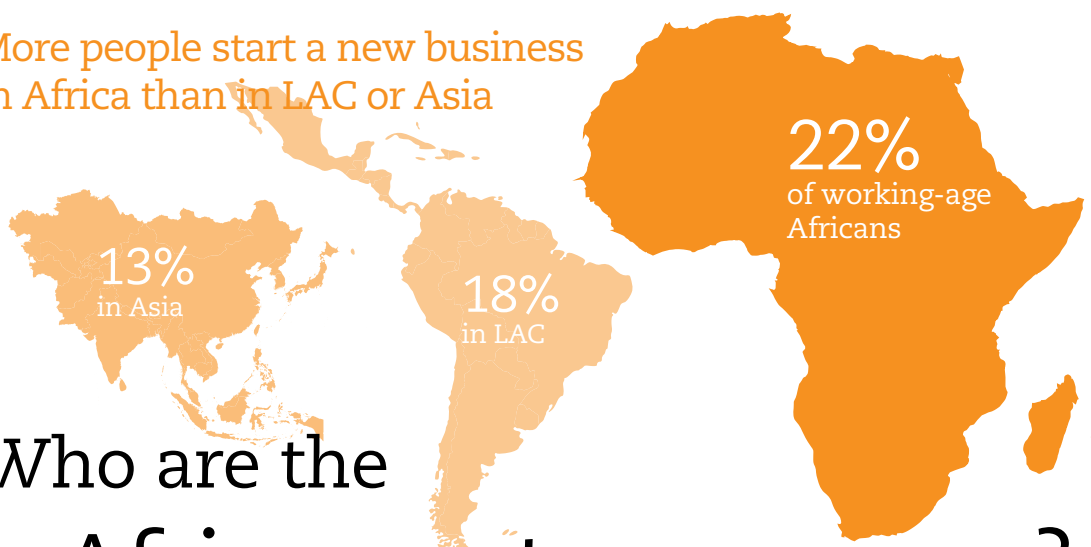 More people start a new business
in Africa than in LAC or Asia
22%
of working-age
Africans
13%
in Asia
18%
in LAC
Who are the
?